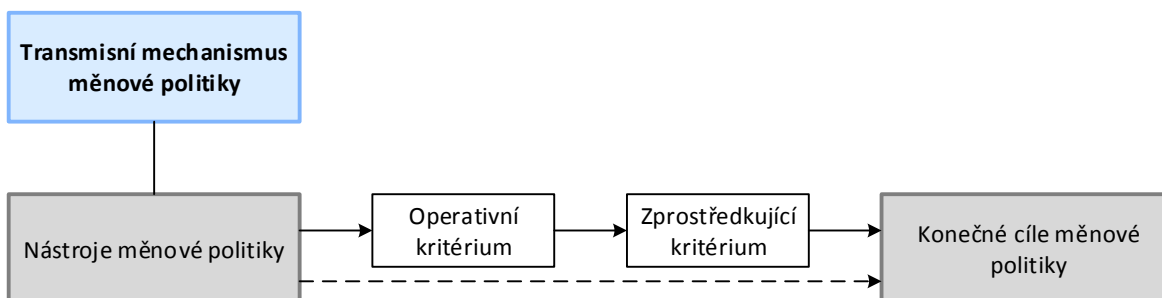 Transmisní mechanismus
měnové politiky
Nástroje měnové politiky
Operativní
kritérium
Zprostředkující
kritérium
Konečné cíle měnové
politiky